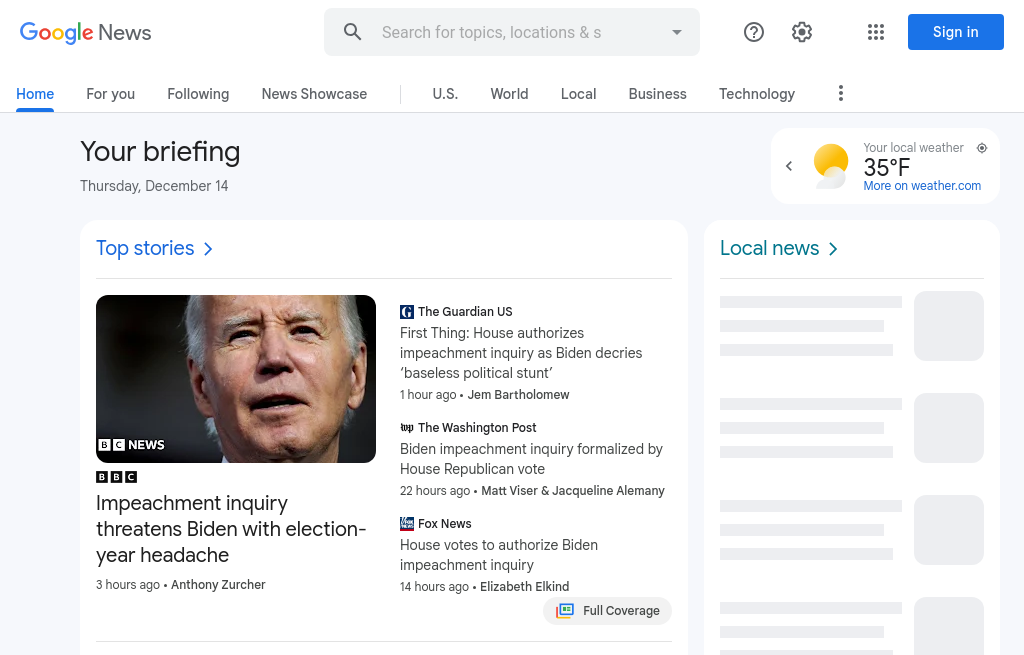 Google News
Search for topics, locations & s
Sign in
Home
For you
Following
News Showcase
U.S.
World
Local
Business
Technology
Your briefing
Thursday, December 14
Your local weather
35°F
More on weather.com
Top stories
Local news
BBC NEWS
BBC
Impeachment inquiry
threatens Biden with election-
year headache
3 hours ago • Anthony Zurcher
The Guardian US
First Thing: House authorizes
impeachment inquiry as Biden decries
‘baseless political stunt’
1 hour ago • Jem Bartholomew
The Washington Post
Biden impeachment inquiry formalized by
House Republican vote
22 hours ago • Matt Viser & Jacqueline Alemany
Fox News
House votes to authorize Biden
impeachment inquiry
14 hours ago • Elizabeth Elkind
Full Coverage